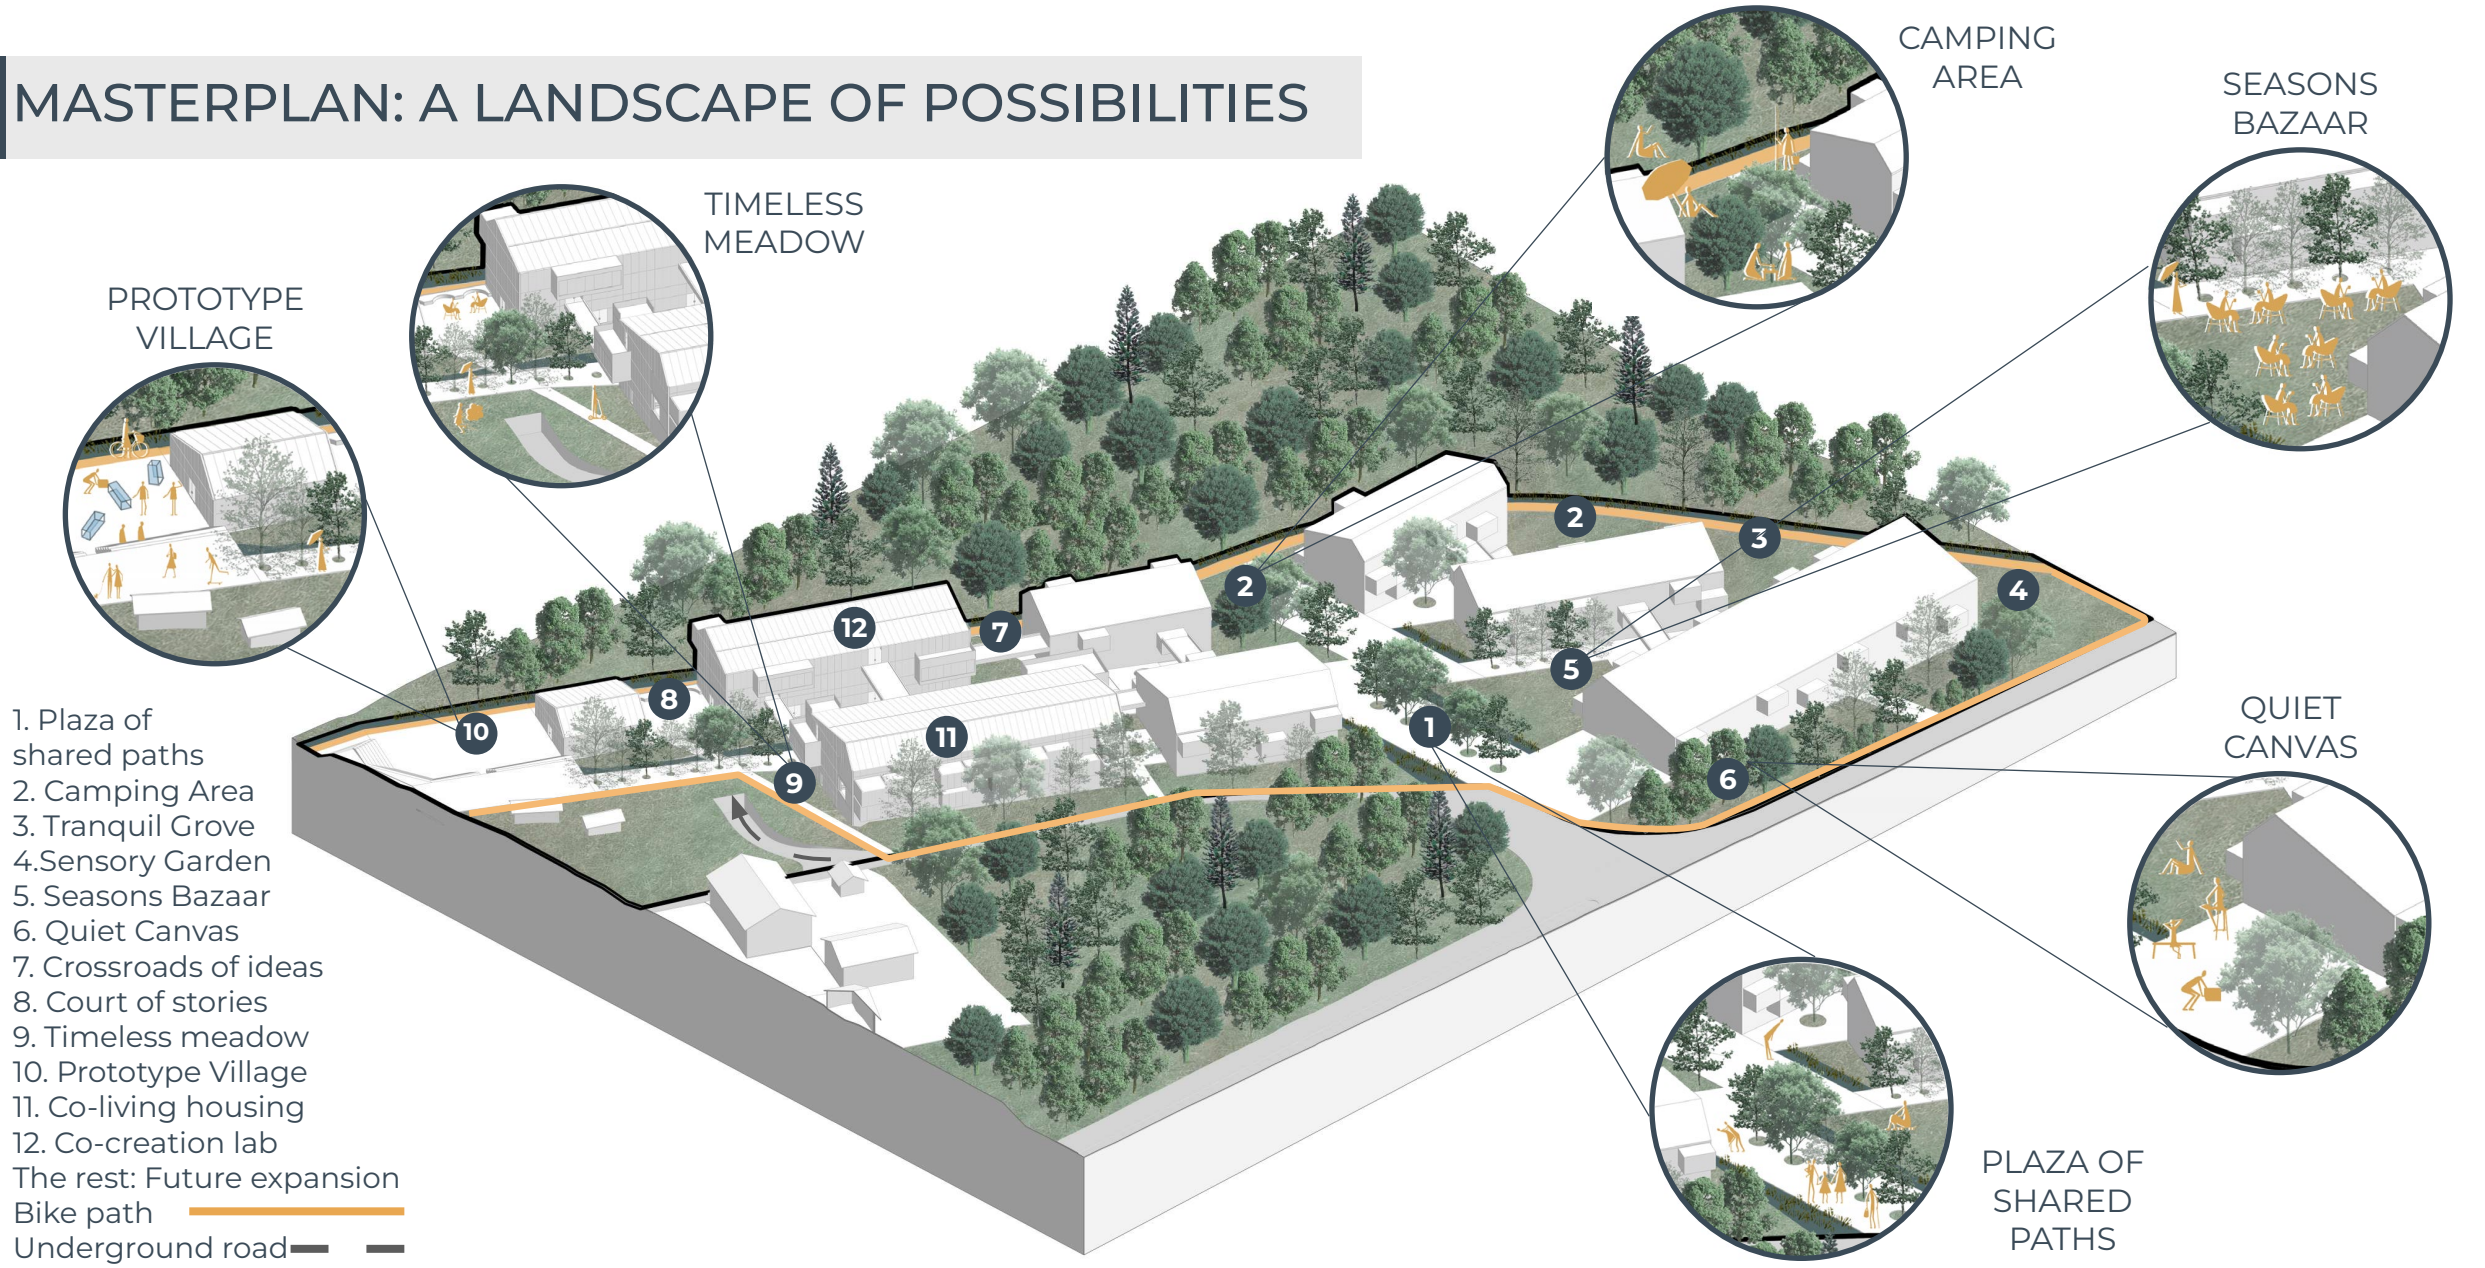 MASTERPLAN: A LANDSCAPE OF POSSIBILITIES
CAMPING
AREA
SEASONS
BAZAAR
TIMELESS
MEADOW
PROTOTYPE
VILLAGE
2
3
2
4
12
7
5
8
1
10
11
9
6
QUIET
CANVAS
PLAZA OF
SHARED
PATHS
1. Plaza of
shared paths
2. Camping Area
3. Tranquil Grove
4.Sensory Garden
5. Seasons Bazaar
6. Quiet Canvas
7. Crossroads of ideas
8. Court of stories
9. Timeless meadow
10. Prototype Village
11. Co-living housing
12. Co-creation lab
The rest: Future expansion
Bike path
Underground road